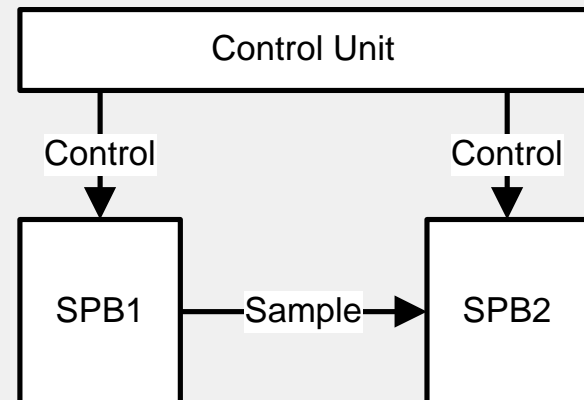 Control Unit
Control
Control
SPB1
Sample
SPB2